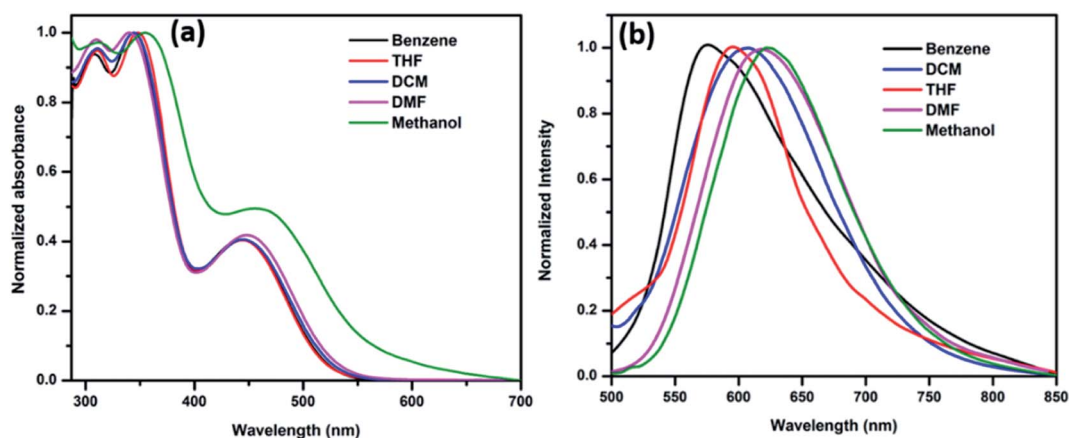 (a)
Benzene
THF
DCM
DMF
Methanol
Normalized absorbance
1.0
0.8
0.6
0.4
0.2
0.0
300 400 500 600 700
Wavelength (nm)
(b)
Benzene
DCM
THF
DMF
Methanol
Normalized Intensity
1.0
0.8
0.6
0.4
0.2
0.0
500 550 600 650 700 750 800 850
Wavelength (nm)